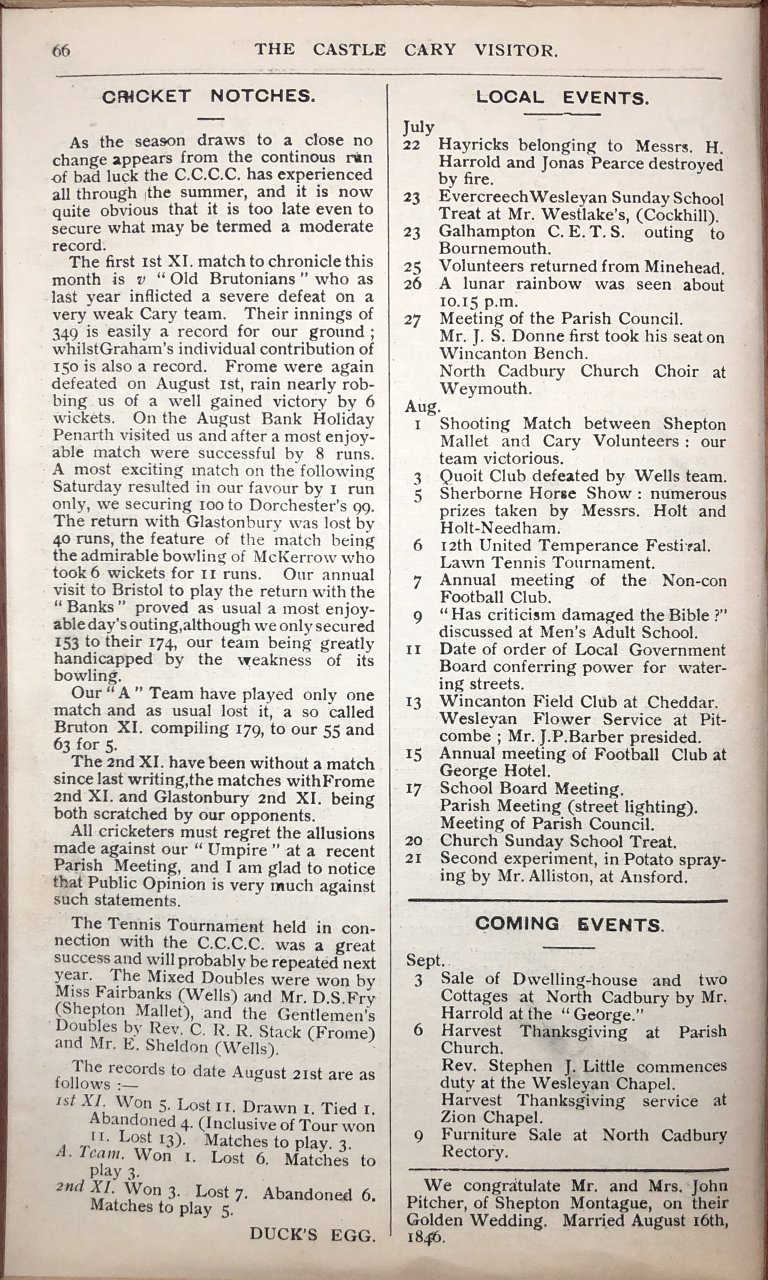 66
THE CASTLE CARY VISITOR.
CRICKET NOTCHES.
As the season draws to a close no
change appears from the continous run
of bad luck the C.C.C.C. has experienced
all through the summer, and it is now
quite obvious that it is too late even to
secure what may be termed a moderate
record.
The first 1st XI. match to chronicle this
month is v “ Old Brutonians ” who as
last year inflicted a severe defeat on a
very weak Cary team. Their innings of
349 is easily a record for our ground ;
whilstGraham's individual contribution of
150 is also a record. Frome were again
defeated on August 1st, rain nearly rob-
bing us of a well gained victory by 6
wickets. On the August Bank Holiday
Penarth visited us and after a most enjoy-
able match were successful by 8 runs.
A most exciting match on the following
Saturday resulted in our favour by 1 run
only, we securing 100 to Dorchester's 99.
The return with Glastonbury was lost by
40 runs, the feature of the match being
the admirable bowling of McKerrow who
took 6 wickets for 11 runs. Our annual
visit to Bristol to play the return with the
“ Banks ” proved as usual a most enjoy-
able day's outing,although we only secured
153 to their 174, our team being greatly
handicapped by the weakness of its
bowling.
Our “ A ” Team have played only one
match and as usual lost it, a so called
Bruton XI. compiling 179, to our 55 and
63 for 5.
The 2nd XI. have been without a match
since last writing,the matches withFrome
2nd XI. and Glastonbury 2nd XI. being
both scratched by our opponents.
All cricketers must regret the allusions
made against our “ Umpire ” at a recent
Parish Meeting, and I am glad to notice
that Public Opinion is very much against
such statements.
The Tennis Tournament held in con-
nection with the C.C.C.C. was a great
success and will probably be repeated next
year. The Mixed Doubles were won by
Miss Fairbanks (Wells) and Mr. D.S.Fry
(Shepton Mallet), and the Gentlemen's
Doubles by Rev. C. R. R. Stack (Frome)
and Mr. E. Sheldon (Wells).
The records to date August 21st are as
follows :—
1st XI. Won 5. Lost 11. Drawn 1. Tied 1.
Abandoned 4. (Inclusive of Tour won
11. Lost 13). Matches to play. 3.
A. Team. Won 1. Lost 6. Matches to
play 3.
2nd XI. Won 3. Lost 7. Abandoned 6.
Matches to play 5.
DUCK'S EGG.
LOCAL EVENTS.
July
22 Hayricks belonging to Messrs. H.
Harrold and Jonas Pearce destroyed
by fire.
23 EvercreechWesleyan Sunday School
Treat at Mr. Westlake's, (Cockhill).
23 Galhampton C. E. T. S. outing to
Bournemouth.
25 Volunteers returned from Minehead.
26 A lunar rainbow was seen about
10.15 p.m.
27 Meeting of the Parish Council.
Mr. J. S. Donne first took his seat on
Wincanton Bench.
North Cadbury Church Choir at
Weymouth.
Aug.
1 Shooting Match between Shepton
Mallet and Cary Volunteers : our
team victorious.
3 Quoit Club defeated by Wells team.
5 Sherborne Horse Show : numerous
prizes taken by Messrs. Holt and
Holt-Needham.
6 12th United Temperance Festival.
Lawn Tennis Tournament.
7 Annual meeting of the Non-con
Football Club.
9 “Has criticism damaged the Bible ?”
discussed at Men's Adult School.
11 Date of order of Local Government
Board conferring power for water-
ing streets.
13 Wincanton Field Club at Cheddar.
Wesleyan Flower Service at Pit-
combe ; Mr. J.P.Barber presided.
15 Annual meeting of Football Club at
George Hotel.
17 School Board Meeting.
Parish Meeting (street lighting).
Meeting of Parish Council.
20 Church Sunday School Treat.
21 Second experiment, in Potato spray-
ing by Mr. Alliston, at Ansford.
COMING EVENTS.
Sept.
3 Sale of Dwelling-house and two
Cottages at North Cadbury by Mr.
Harrold at the “ George.”
6 Harvest Thanksgiving at Parish
Church.
Rev. Stephen J. Little commences
duty at the Wesleyan Chapel.
Harvest Thanksgiving service at
Zion Chapel.
9 Furniture Sale at North Cadbury
Rectory.
We congratulate Mr. and Mrs. John
Pitcher, of Shepton Montague, on their
Golden Wedding. Married August 16th,
1846.